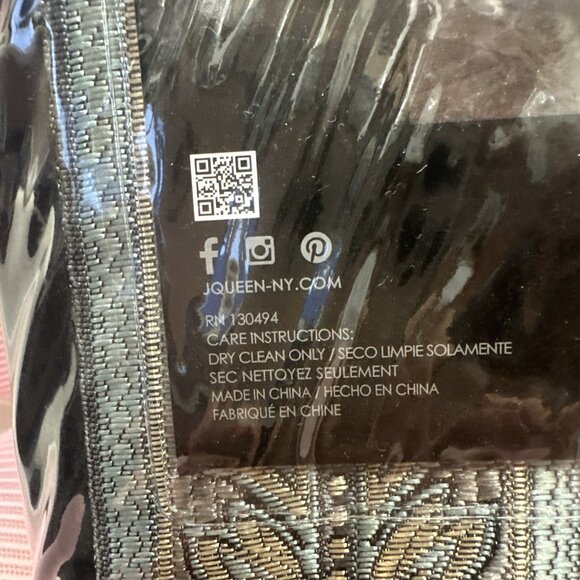 JQUEEN-NY.COM
RN 130494
CARE INSTRUCTIONS:
DRY CLEAN ONLY / SECO LIMPIE SOLAMENTE
SEC NETTOYEZ SEULEMENT
MADE IN CHINA / HECHO EN CHINA
FABRIQUÉ EN CHINE